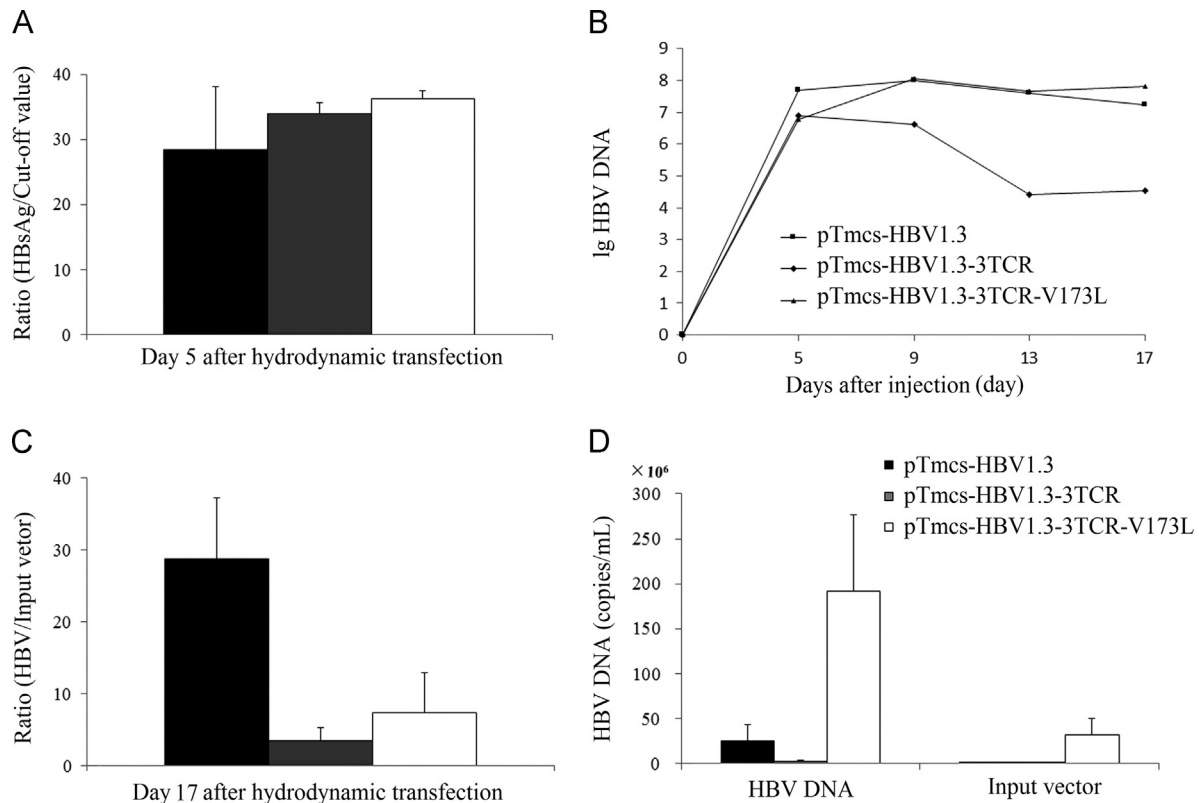 A
Ratio (HBsAg/Cut-off value)
40
30
20
10
0
Day 5 after hydrodynamic transfection
B
lg HBV DNA
9
8
7
6
5
4
3
2
1
0
pTmcs-HBV1.3
pTmcs-HBV1.3-3TCR
pTmcs-HBV1.3-3TCR-V173L
0 5 9 13 17
Days after injection (day)
C
Ratio (HBV/Input vetor)
40
30
20
10
0
Day 17 after hydrodynamic transfection
D
HBV DNA (copies/mL)
×10⁶
300
250
200
150
100
50
0
pTmcs-HBV1.3
pTmcs-HBV1.3-3TCR
pTmcs-HBV1.3-3TCR-V173L
HBV DNA Input vector